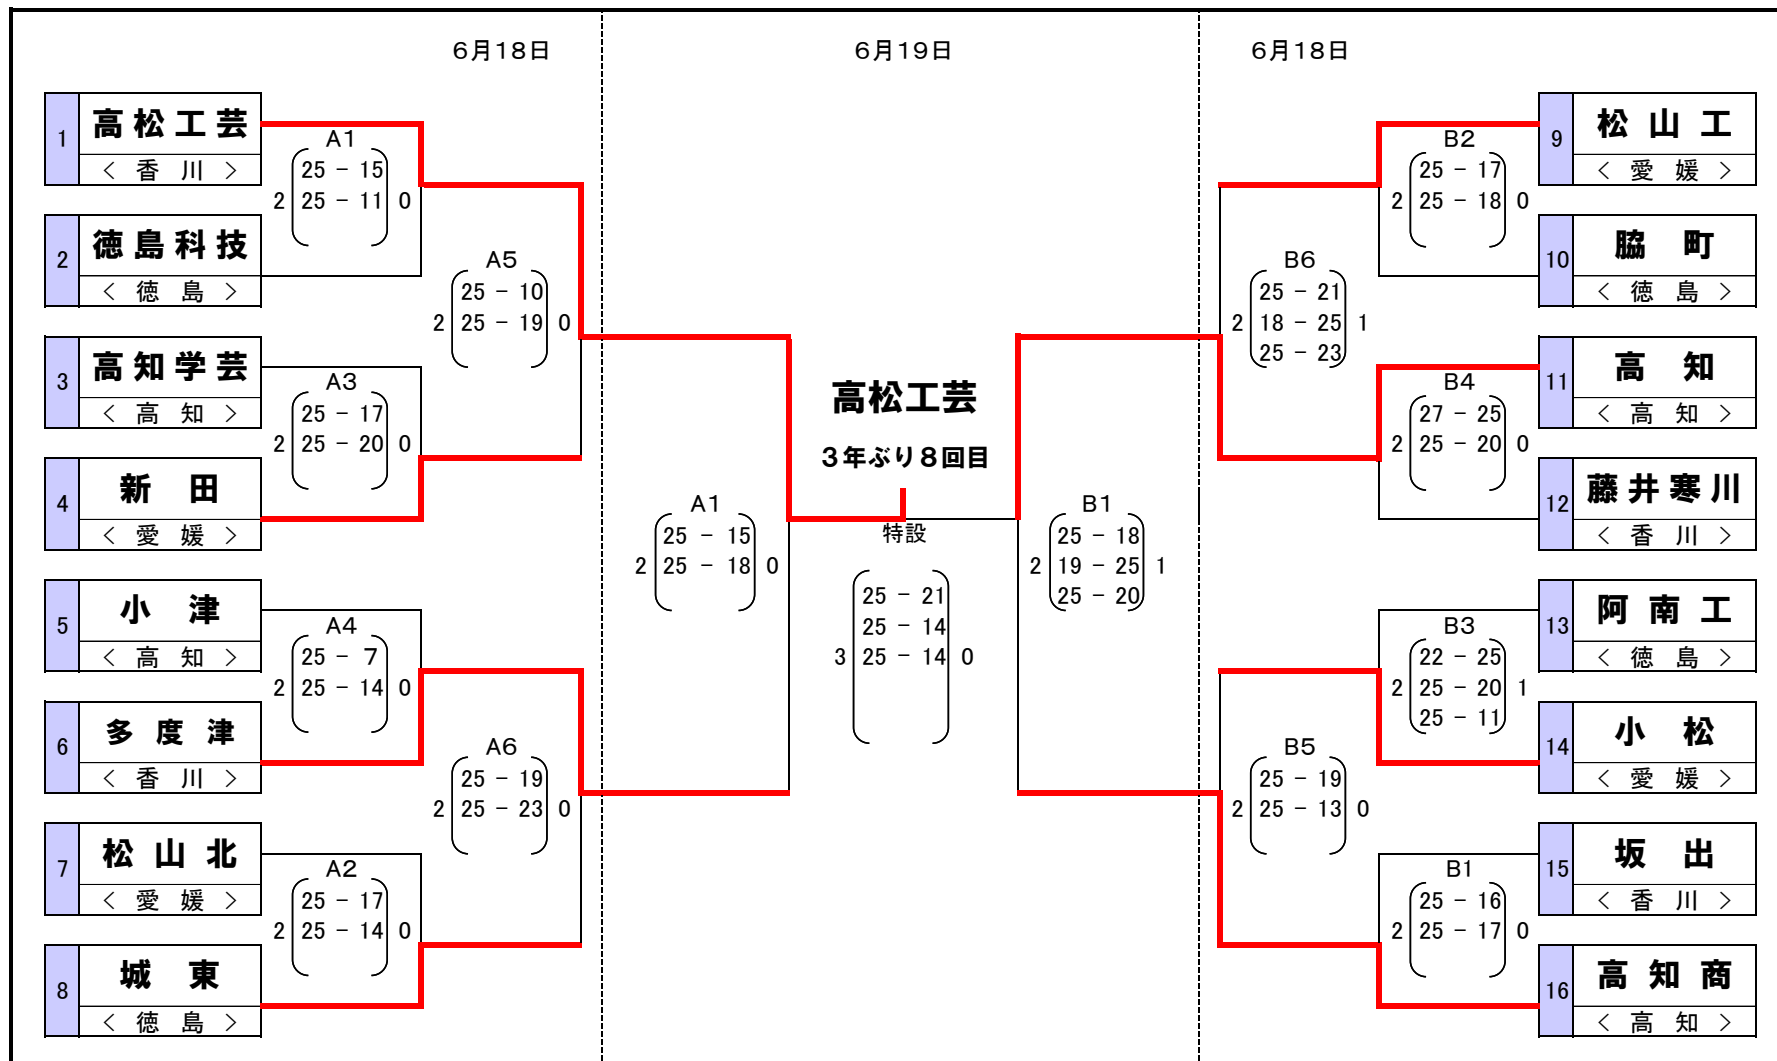 6月18日
6月19日
6月18日
1
高松工芸
< 香 川 >
2
徳島科技
< 徳 島 >
3
高知学芸
< 高 知 >
4
新 田
< 愛 媛 >
5
小 津
< 高 知 >
6
多 度 津
< 香 川 >
7
松 山 北
< 愛 媛 >
8
城 東
< 徳 島 >
A1
25 - 15
2 25 - 11 0
A3
25 - 17
2 25 - 20 0
A4
25 - 7
2 25 - 14 0
A2
25 - 17
2 25 - 14 0
A5
25 - 10
2 25 - 19 0
A6
25 - 19
2 25 - 23 0
A1
25 - 15
2 25 - 18 0
高松工芸
3年ぶり8回目
特設
25 - 21
25 - 14
3 25 - 14 0
B1
25 - 18
2 19 - 25 1
25 - 20
B6
25 - 21
2 18 - 25 1
25 - 23
B5
25 - 19
2 25 - 13 0
B2
25 - 17
2 25 - 18 0
B4
27 - 25
2 25 - 20 0
B3
22 - 25
2 25 - 20 1
25 - 11
B1
25 - 16
2 25 - 17 0
9
松 山 工
< 愛 媛 >
10
脇 町
< 徳 島 >
11
高 知
< 高 知 >
12
藤井寒川
< 香 川 >
13
阿 南 工
< 徳 島 >
14
小 松
< 愛 媛 >
15
坂 出
< 香 川 >
16
高 知 商
< 高 知 >